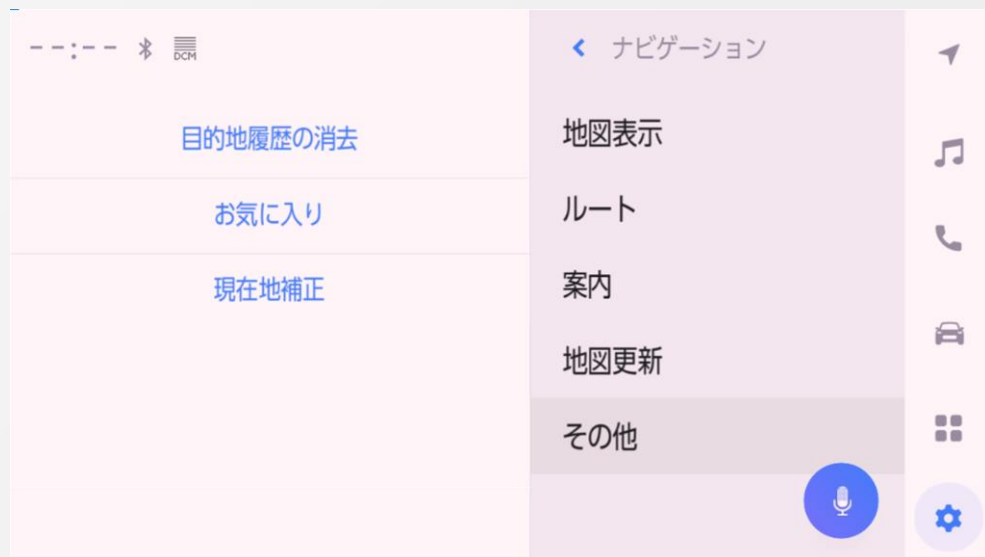 --:-- DCM
目的地履歴の消去
お気に入り
現在地補正
ナビゲーション
地図表示
ルート
案内
地図更新
その他